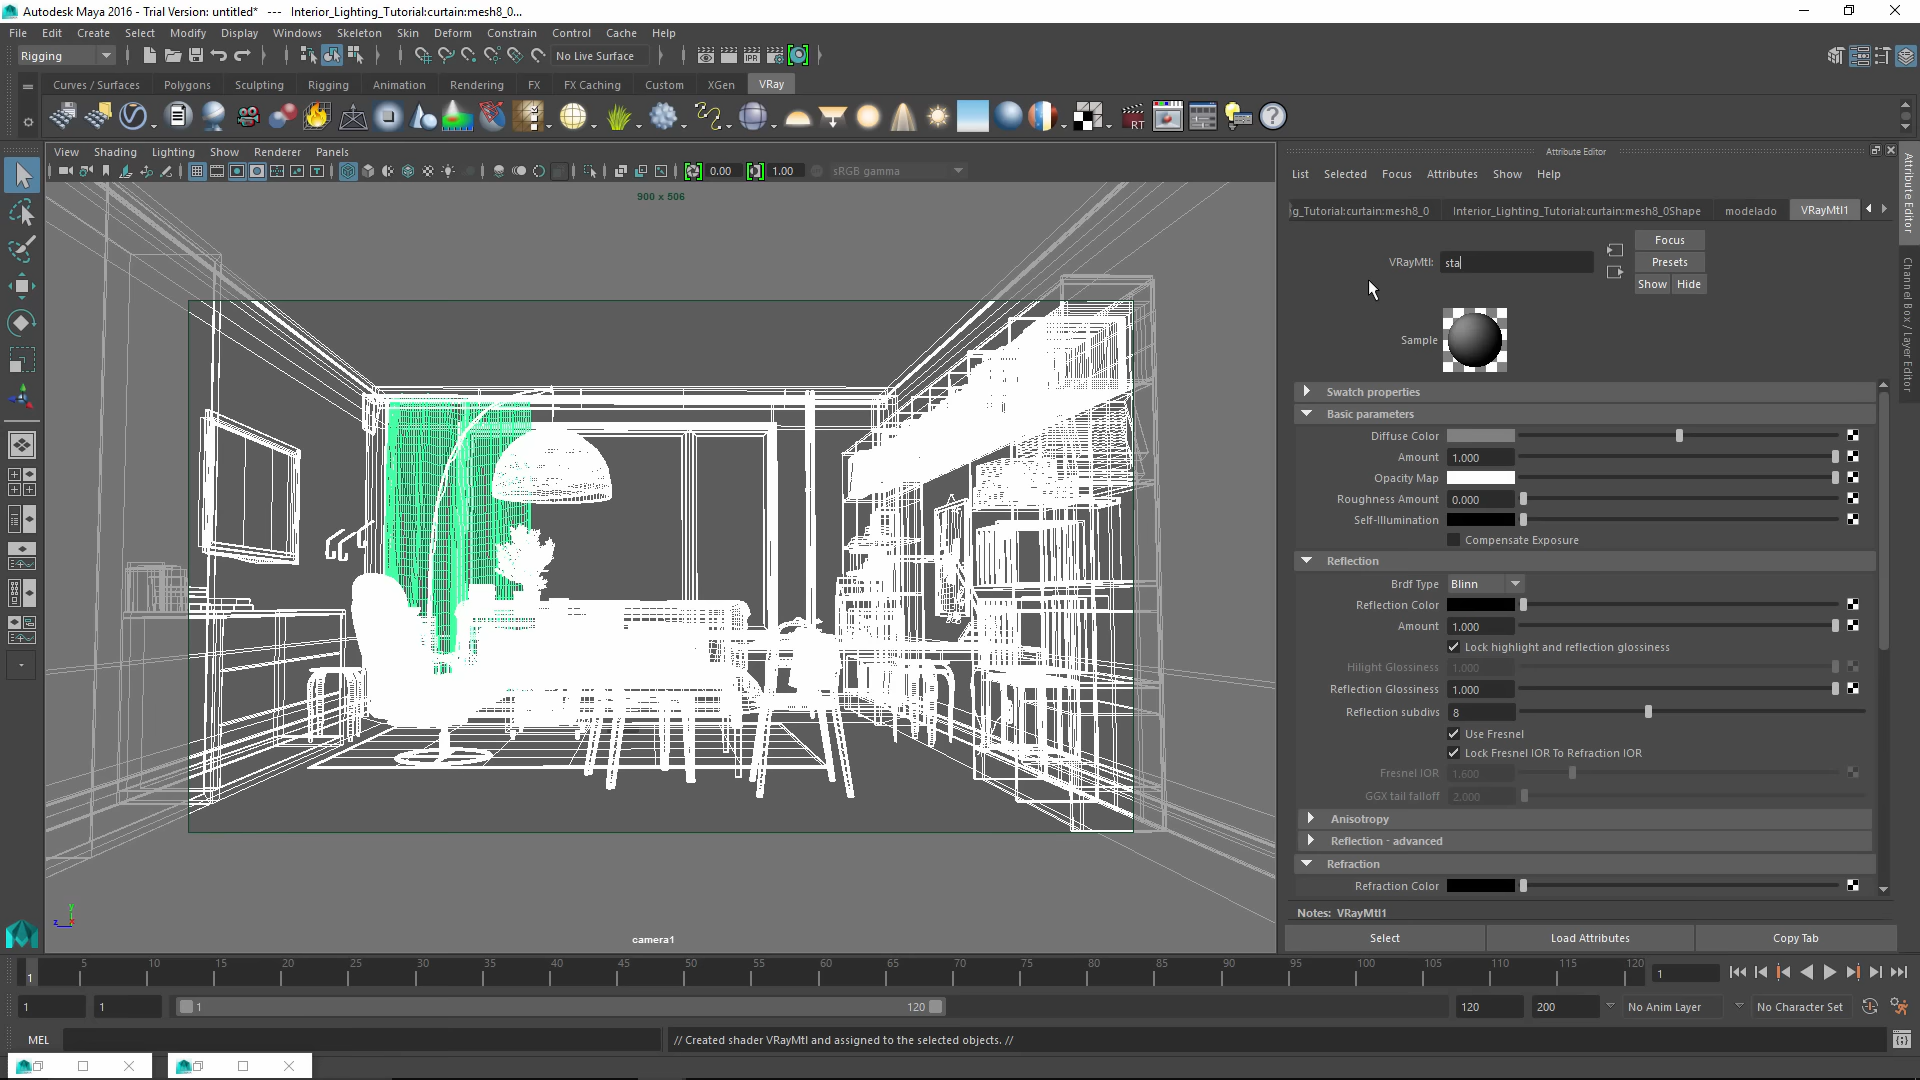 Autodesk Maya 2016 - Trial Version: untitled* --- Interior_Lighting_Tutorial:curtain:mesh8_0...
File Edit Create Select Modify Display Windows Skeleton Skin Deform Constrain Control Cache Help
Rigging No Live Surface
Curves / Surfaces Polygons Sculpting Rigging Animation Rendering FX FX Caching Custom XGen VRay
IPR
RT
View Shading Lighting Show Renderer Panels
0.00 1.00 sRGB gamma
900 x 506
camera1
Attribute Editor
List Selected Focus Attributes Show Help
g_Tutorial:curtain:mesh8_0 Interior_Lighting_Tutorial:curtain:mesh8_0Shape modelado VRayMtl1
Focus
VRayMtl: sta Presets
Show Hide
Sample
Swatch properties
Basic parameters
Diffuse Color
Amount 1.000
Opacity Map
Roughness Amount 0.000
Self-Illumination
Compensate Exposure
Reflection
Brdf Type Blinn
Reflection Color
Amount 1.000
Lock highlight and reflection glossiness
Hilight Glossiness 1.000
Reflection Glossiness 1.000
Reflection subdivs 8
Use Fresnel
Lock Fresnel IOR To Refraction IOR
Fresnel IOR 1.600
GGX tail falloff 2.000
Anisotropy
Reflection - advanced
Refraction
Refraction Color
Notes: VRayMtl1
Select Load Attributes Copy Tab
Attribute Editor
Channel Box / Layer Editor
1 5 10 15 20 25 30 35 40 45 50 55 60 65 70 75 80 85 90 95 100 105 110 115 120 1
1 1 1 120 120 200 No Anim Layer No Character Set
MEL // Created shader VRayMtl and assigned to the selected objects. //